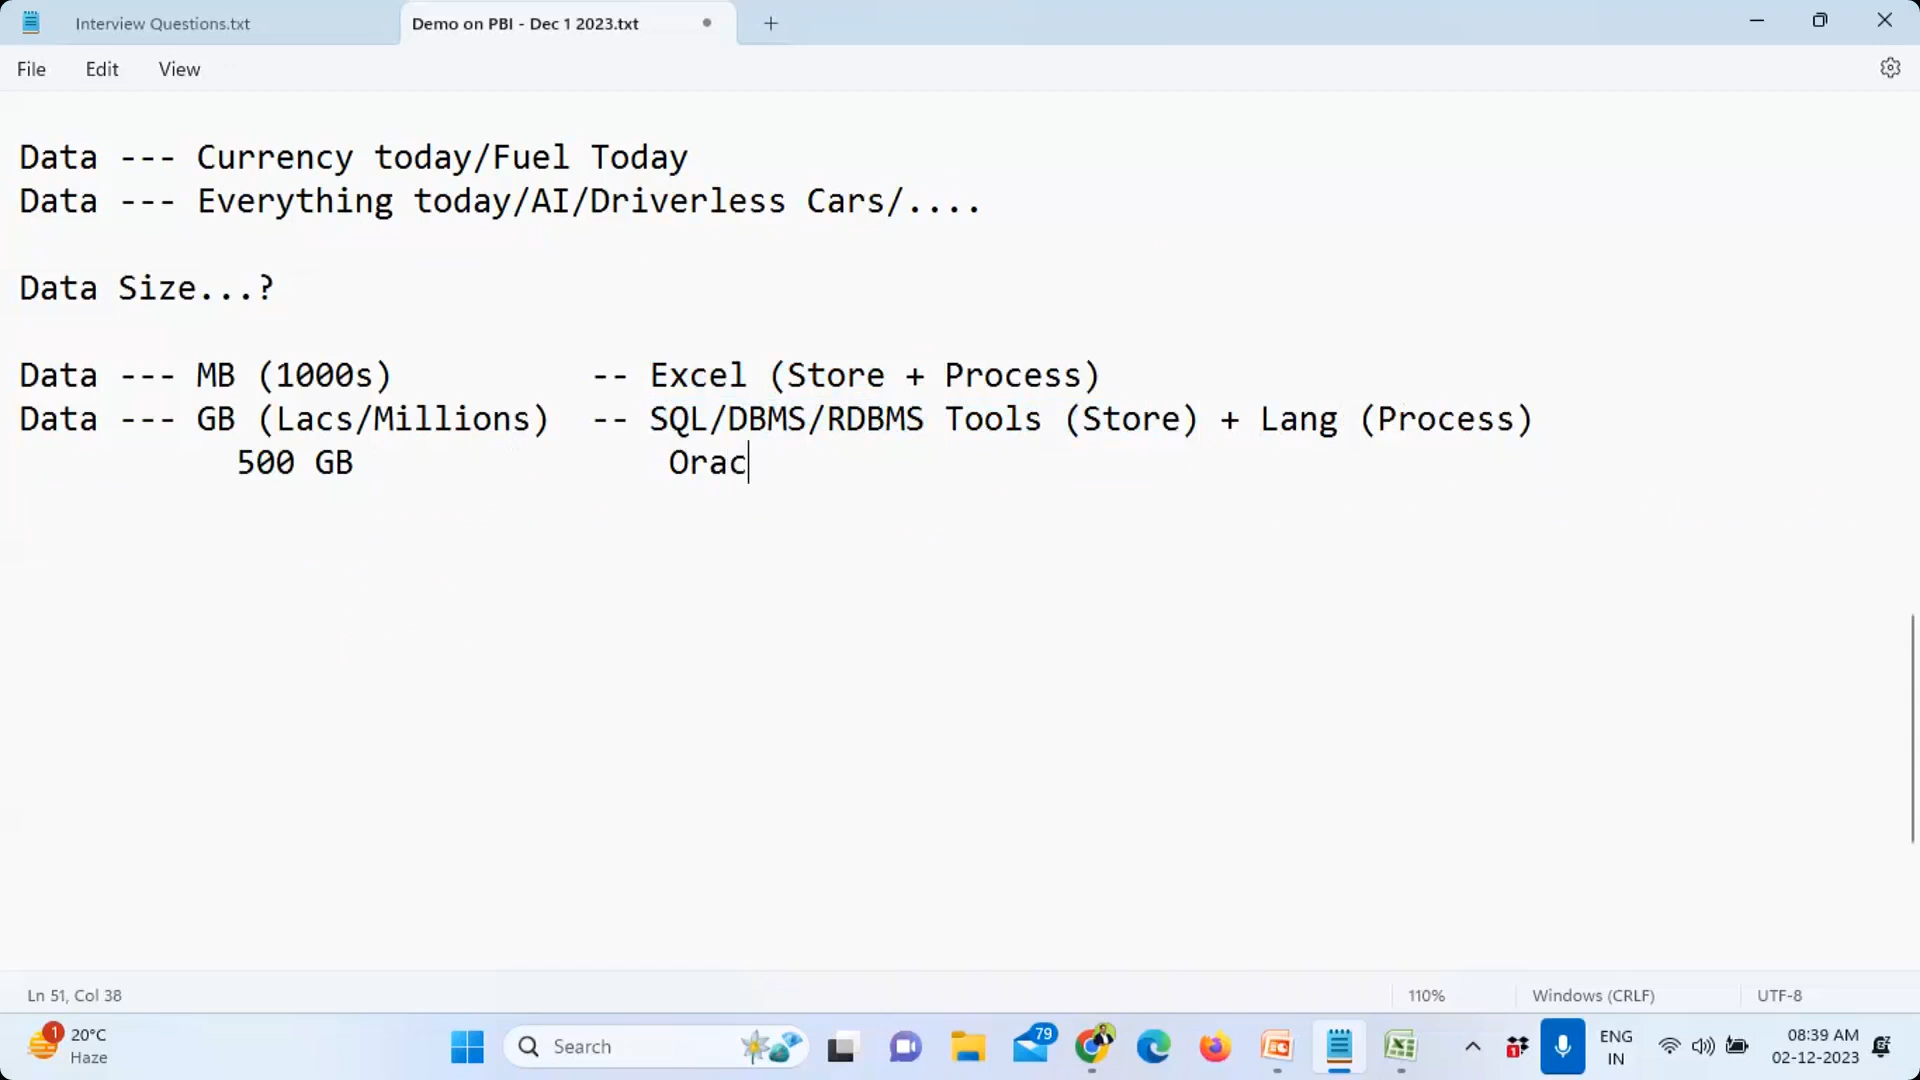 Interview Questions.txt
Demo on PBI - Dec 1 2023.txt
File Edit View
Data --- Currency today/Fuel Today
Data --- Everything today/AI/Driverless Cars/....
Data Size...?
Data --- MB (1000s) -- Excel (Store + Process)
Data --- GB (Lacs/Millions) -- SQL/DBMS/RDBMS Tools (Store) + Lang (Process)
500 GB Orac
Ln 51, Col 38 110% Windows (CRLF) UTF-8
1 20°C
Haze
Search
79
1
ENG
IN
08:39 AM
02-12-2023